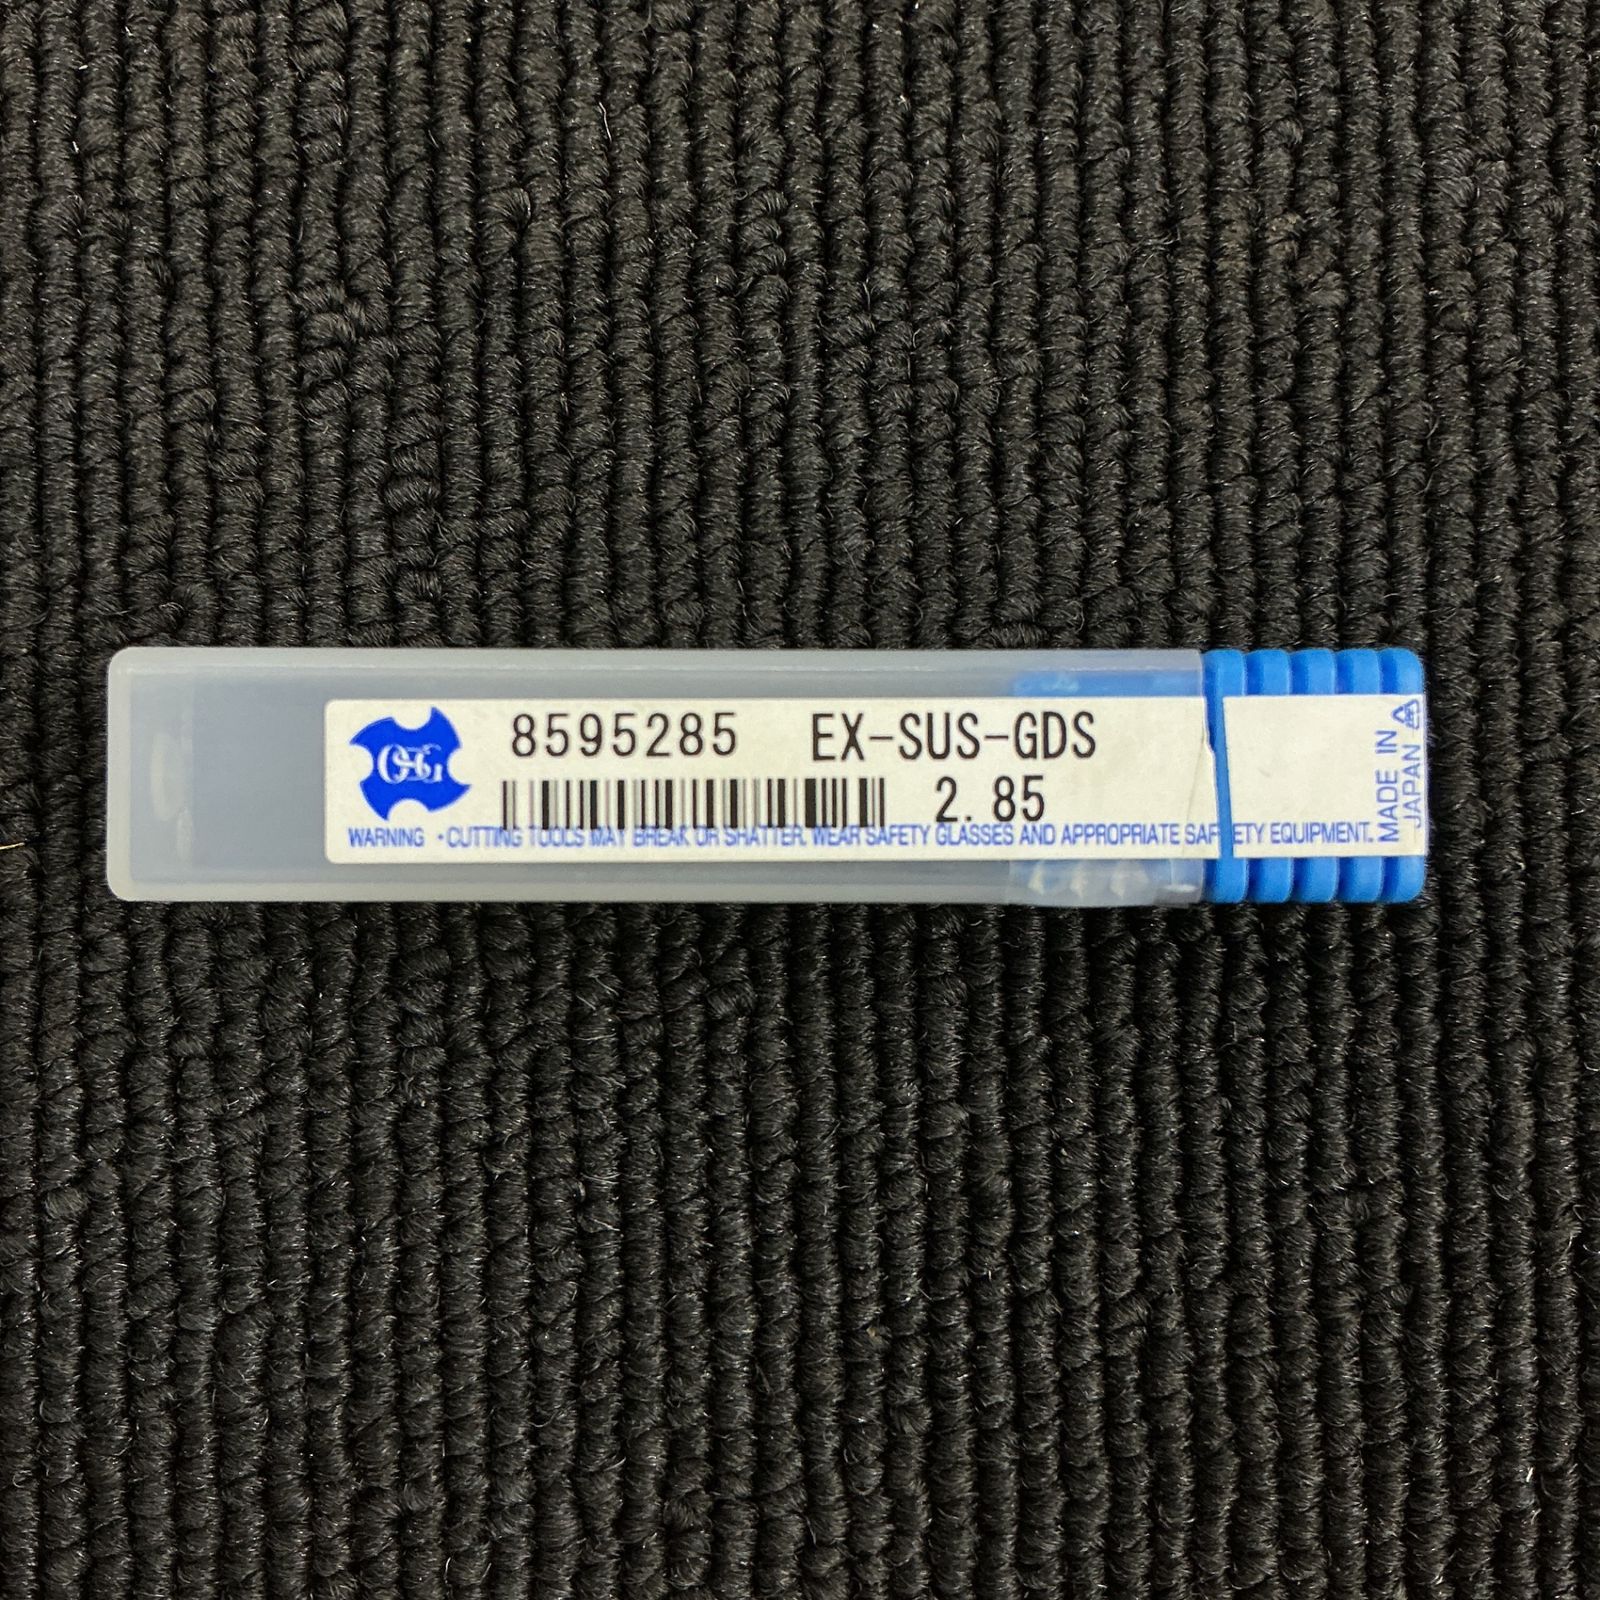 OSG
8595285 EX-SUS-GDS
2.85
WARNING ・CUTTING TOOLS MAY BREAK OR SHATTER. WEAR SAFETY GLASSES AND APPROPRIATE SAFETY EQUIPMENT.
MADE IN
JAPAN